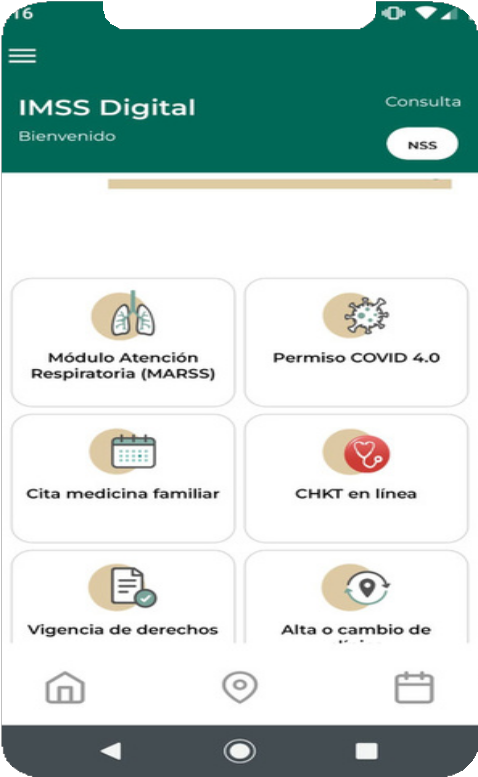 16
IMSS Digital
Consulta
Bienvenido
NSS
Módulo Atención
Respiratoria (MARSS)
Permiso COVID 4.0
Cita medicina familiar
CHKT en línea
Vigencia de derechos
Alta o cambio de